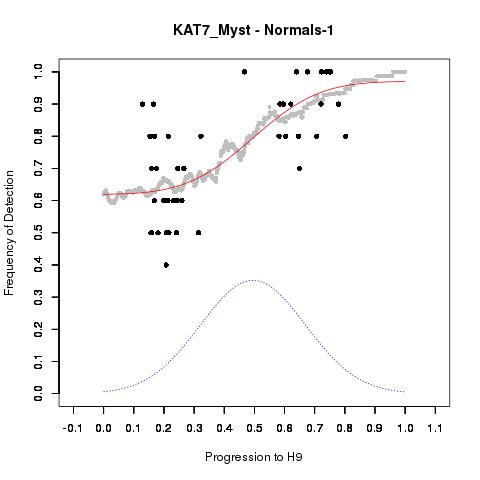 KAT7_Myst - Normals-1
Frequency of Detection
1.0
0.9
0.8
0.7
0.6
0.5
0.4
0.3
0.2
0.1
0.0
-0.1 0.0 0.1 0.2 0.3 0.4 0.5 0.6 0.7 0.8 0.9 1.0 1.1
Progression to H9